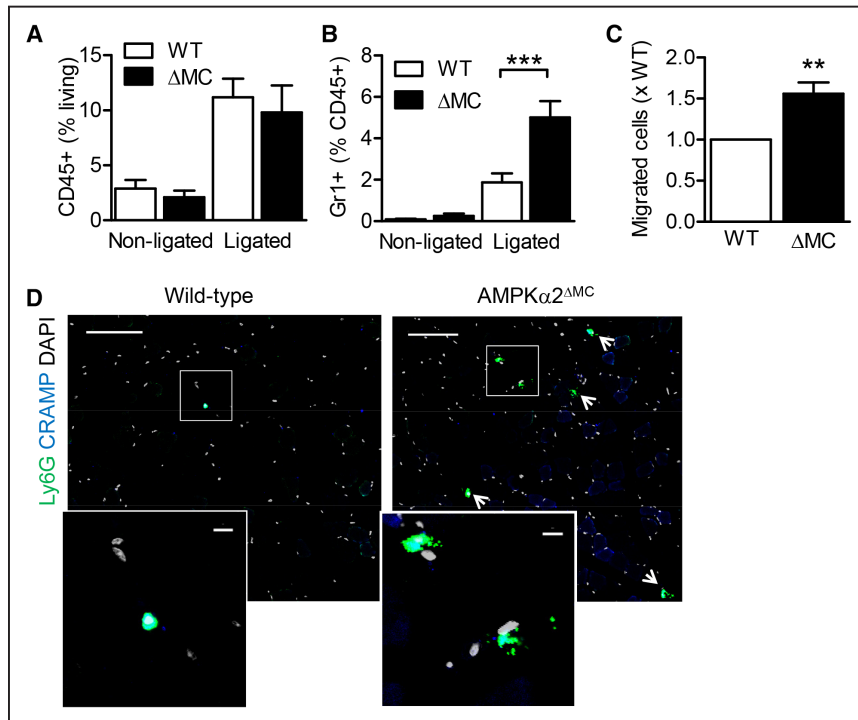 A
WT
ΔMC
CD45+ (% living)
15
10
5
0
Non-ligated Ligated
B
***
WT
ΔMC
Gr1+ (% CD45+)
8
6
4
2
0
Non-ligated Ligated
C
**
Migrated cells (x WT)
2.0
1.5
1.0
0.5
0.0
WT ΔMC
D
Wild-type
AMPKα2ΔMC
Ly6G CRAMP DAPI